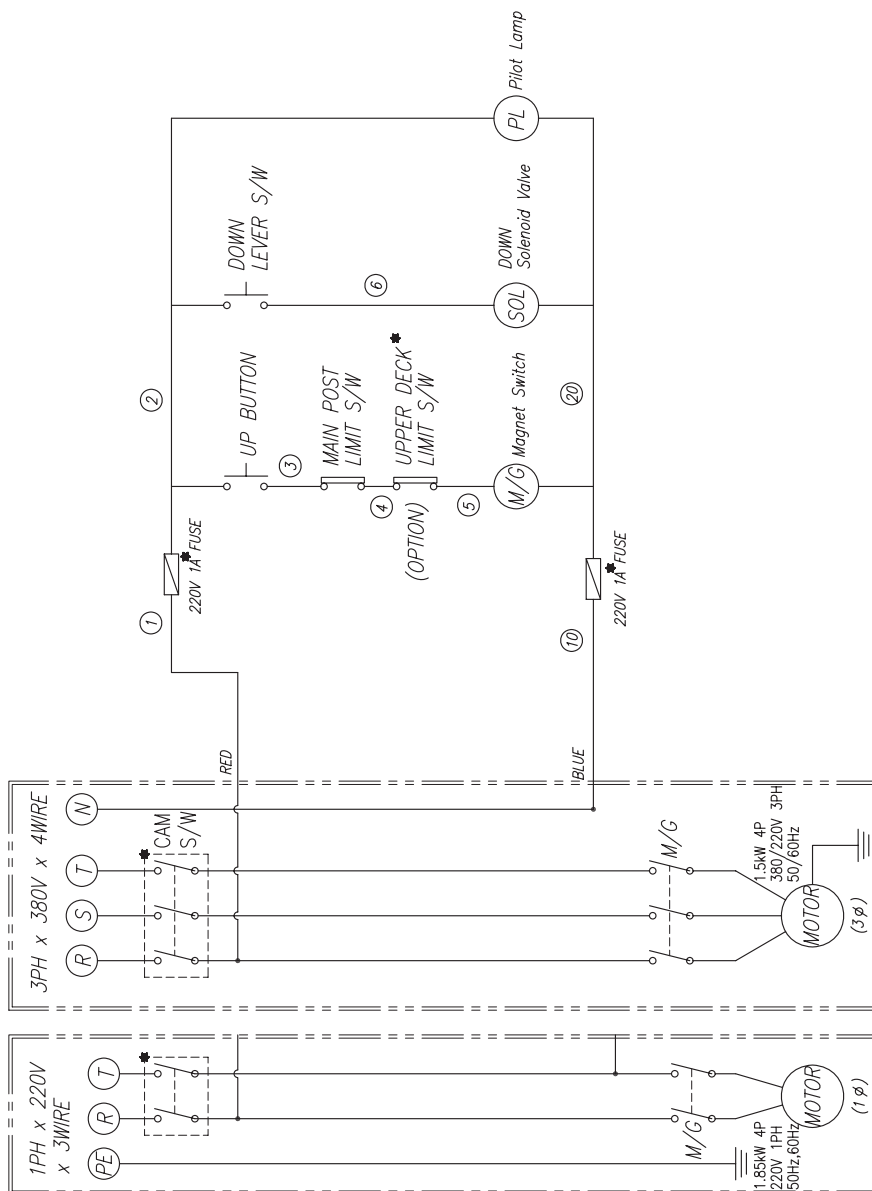 1PH x 220V
x 3WIRE
PE
R
T
M/G
1.85kW 4P
220V 1PH
50Hz,60Hz
MOTOR
(1ø)
3PH x 380V x 4WIRE
R
S
T
N
CAM
S/W
M/G
1.5kW 4P
380/220V 3PH
50/60Hz
MOTOR
(3ø)
RED
BLUE
1
220V 1A FUSE
10
220V 1A FUSE
2
UP BUTTON
3
MAIN POST
LIMIT S/W
4
UPPER DECK
LIMIT S/W
(OPTION)
5
M/G
Magnet Switch
20
DOWN
LEVER S/W
6
SOL
DOWN
Solenoid Valve
PL
Pilot Lamp